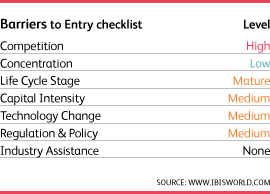 Barriers to Entry checklist Level
Competition High
Concentration Low
Life Cycle Stage Mature
Capital Intensity Medium
Technology Change Medium
Regulation & Policy Medium
Industry Assistance None
SOURCE: WWW.IBISWORLD.COM